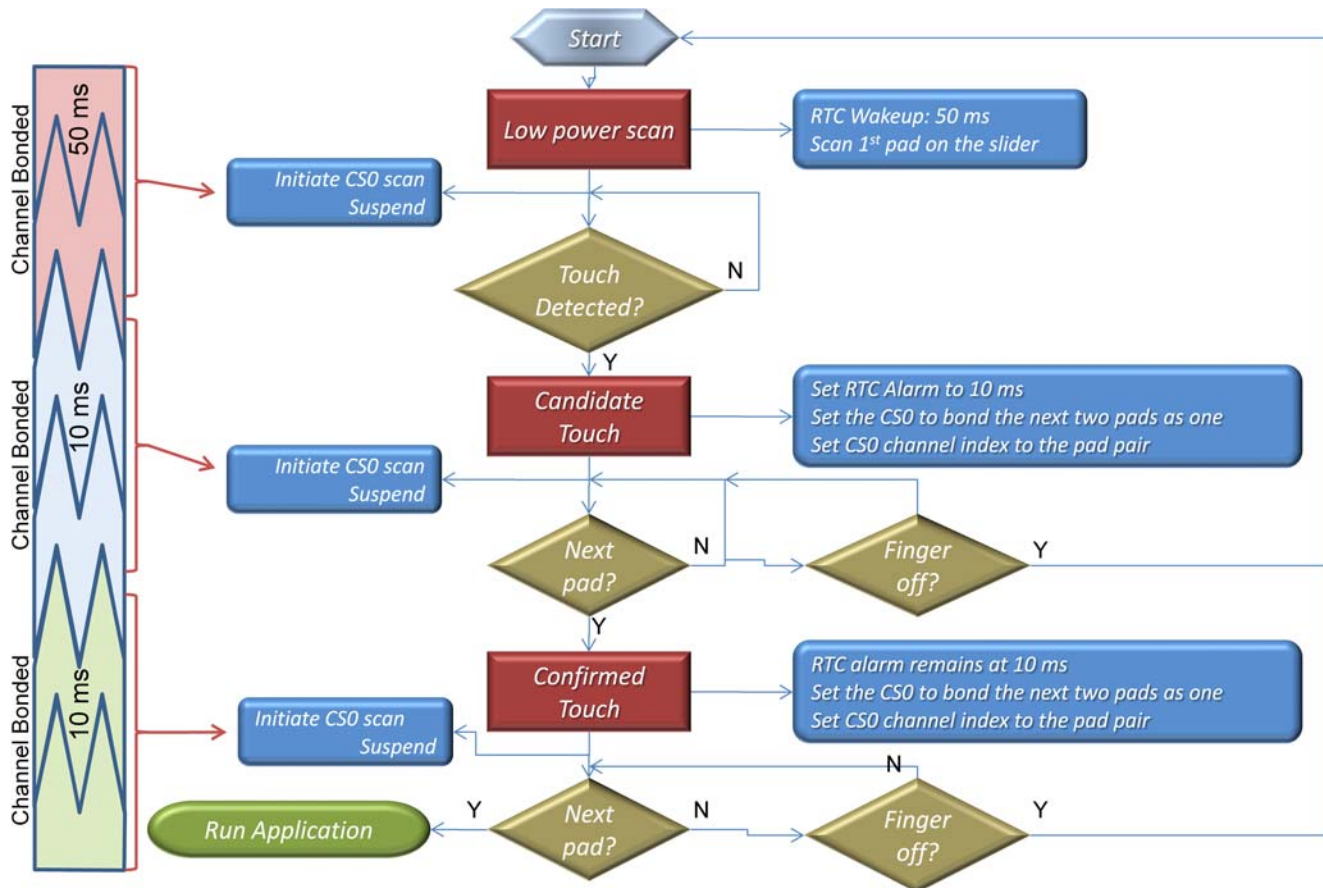 Start
Low power scan
RTC Wakeup: 50 ms
Scan 1st pad on the slider
Channel Bonded
50 ms
Initiate CS0 scan
Suspend
Touch
Detected?
N
Y
Candidate
Touch
Set RTC Alarm to 10 ms
Set the CS0 to bond the next two pads as one
Set CS0 channel index to the pad pair
Channel Bonded
10 ms
Initiate CS0 scan
Suspend
Next
pad?
N
Finger
off?
Y
Y
Confirmed
Touch
RTC alarm remains at 10 ms
Set the CS0 to bond the next two pads as one
Set CS0 channel index to the pad pair
Channel Bonded
10 ms
Initiate CS0 scan
Suspend
N
Run Application
Y
Next
pad?
N
Finger
off?
Y